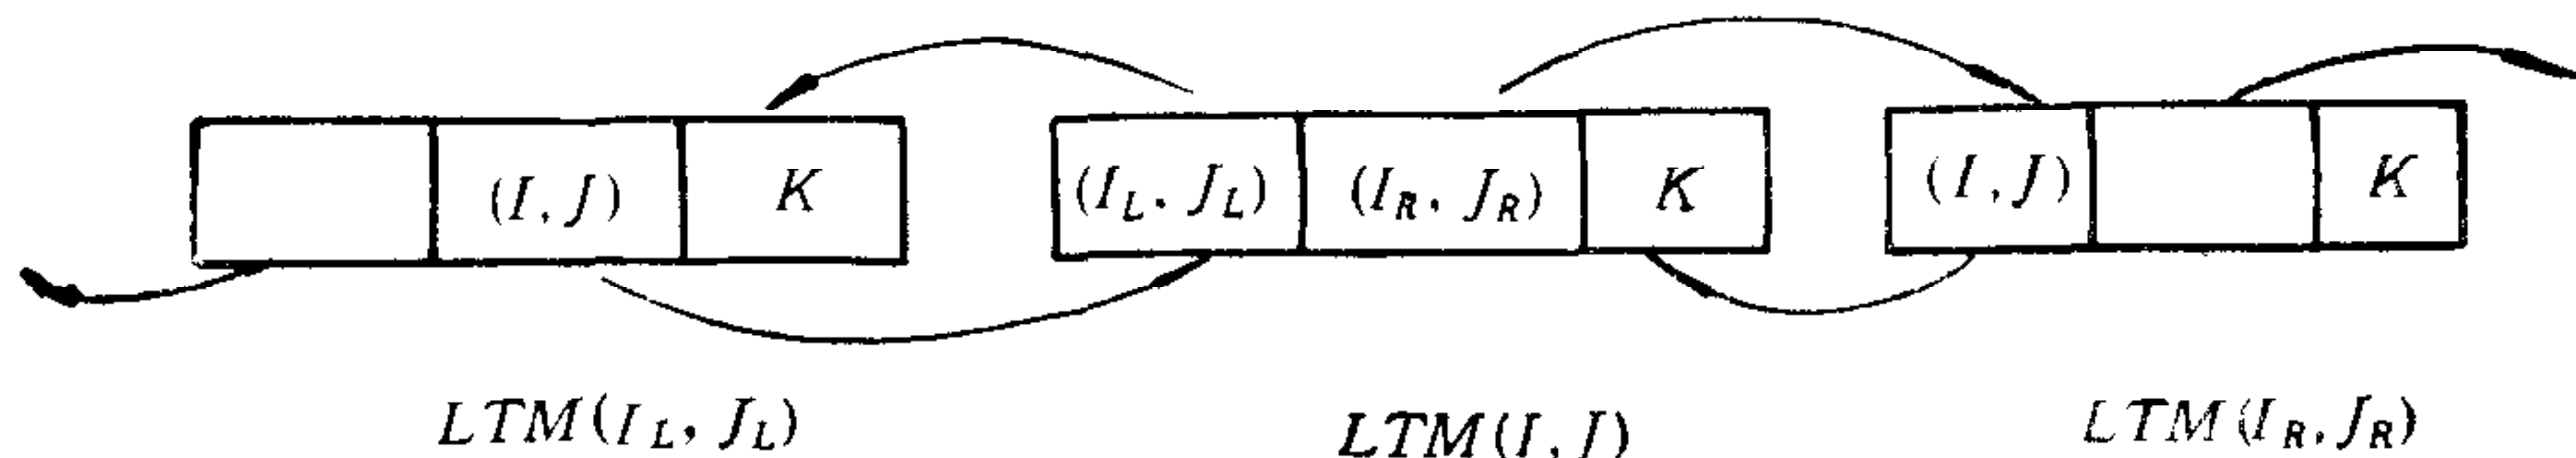 (I, J) K (I_L, J_L) (I_R, J_R) K (I, J) K
LTM(I_L, J_L) LTM(I, J) LTM(I_R, J_R)